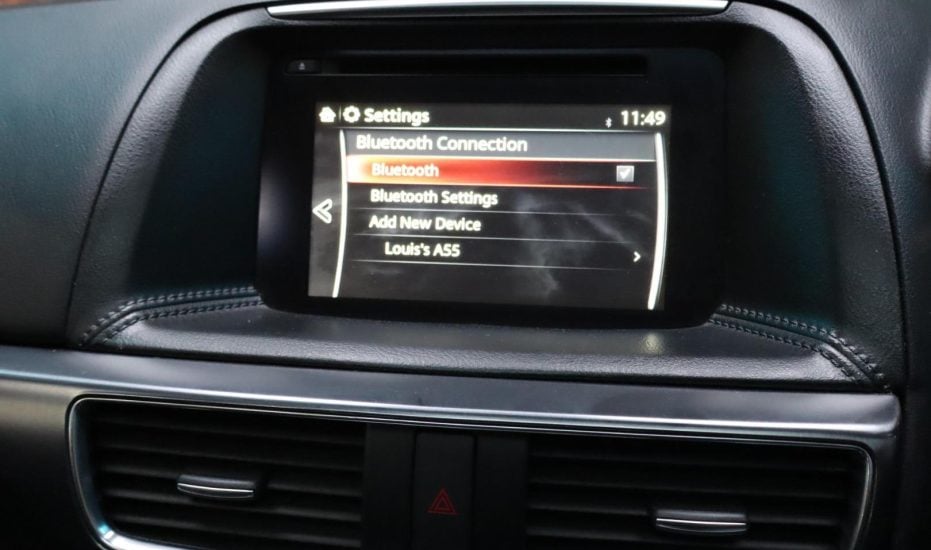 Settings 11:49
Bluetooth Connection
Bluetooth
Bluetooth Settings
Add New Device
Louis's A55